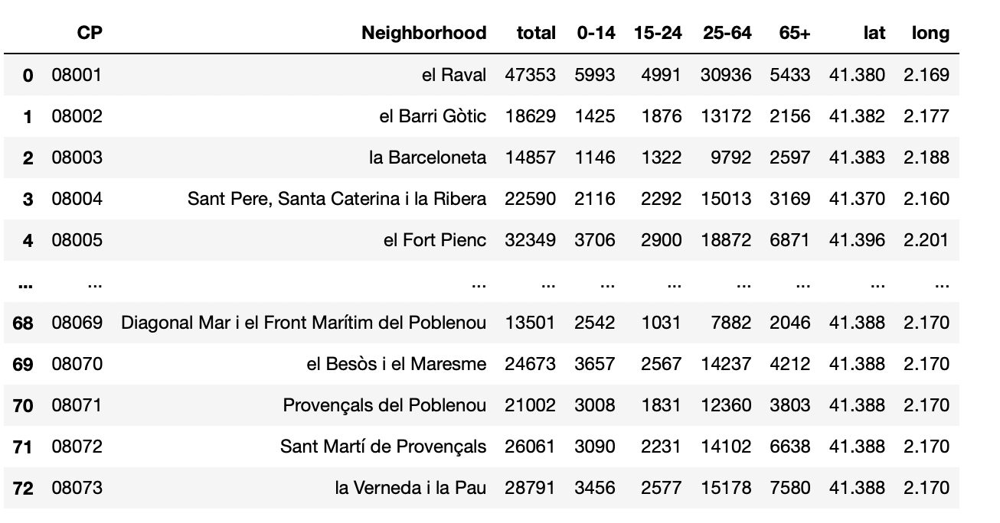 CP Neighborhood total 0-14 15-24 25-64 65+ lat long
0 08001 el Raval 47353 5993 4991 30936 5433 41.380 2.169
1 08002 el Barri Gòtic 18629 1425 1876 13172 2156 41.382 2.177
2 08003 la Barceloneta 14857 1146 1322 9792 2597 41.383 2.188
3 08004 Sant Pere, Santa Caterina i la Ribera 22590 2116 2292 15013 3169 41.370 2.160
4 08005 el Fort Pienc 32349 3706 2900 18872 6871 41.396 2.201
... ... ... ... ... ... ... ... ... ...
68 08069 Diagonal Mar i el Front Marítim del Poblenou 13501 2542 1031 7882 2046 41.388 2.170
69 08070 el Besòs i el Maresme 24673 3657 2567 14237 4212 41.388 2.170
70 08071 Provençals del Poblenou 21002 3008 1831 12360 3803 41.388 2.170
71 08072 Sant Martí de Provençals 26061 3090 2231 14102 6638 41.388 2.170
72 08073 la Verneda i la Pau 28791 3456 2577 15178 7580 41.388 2.170